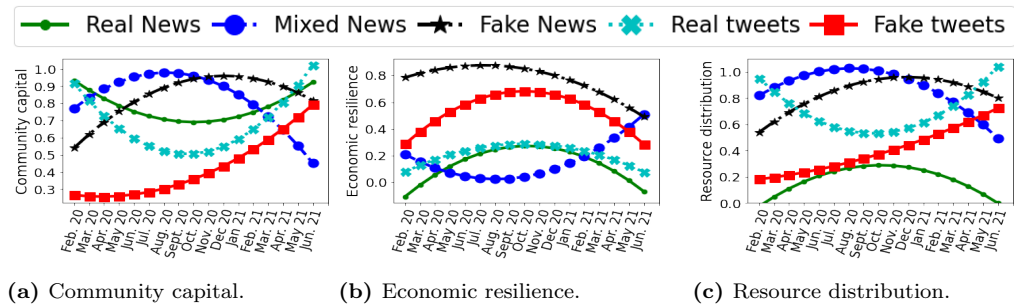 Real News Mixed News Fake News Real tweets Fake tweets
Community capital
1.0
0.9
0.8
0.7
0.6
0.5
0.4
0.3
Feb. 20 Mar. 20 Apr. 20 May 20 Jun. 20 Jul. 20 Aug. 20 Sept. 20 Oct. 20 Nov. 20 Dec 20 Jan 21 Feb. 21 Mar. 21 Apr. 21 May 21 Jun. 21
Economic resilience
0.8
0.6
0.4
0.2
0.0
Feb. 20 Mar. 20 Apr. 20 May 20 Jun. 20 Jul. 20 Aug. 20 Sept. 20 Oct. 20 Nov. 20 Dec 20 Jan 21 Feb. 21 Mar. 21 Apr. 21 May 21 Jun. 21
Resource distribution
1.0
0.8
0.6
0.4
0.2
0.0
Feb. 20 Mar. 20 Apr. 20 May 20 Jun. 20 Jul. 20 Aug. 20 Sept. 20 Oct. 20 Nov. 20 Dec 20 Jan 21 Feb. 21 Mar. 21 Apr. 21 May 21 Jun. 21
(a) Community capital.
(b) Economic resilience.
(c) Resource distribution.